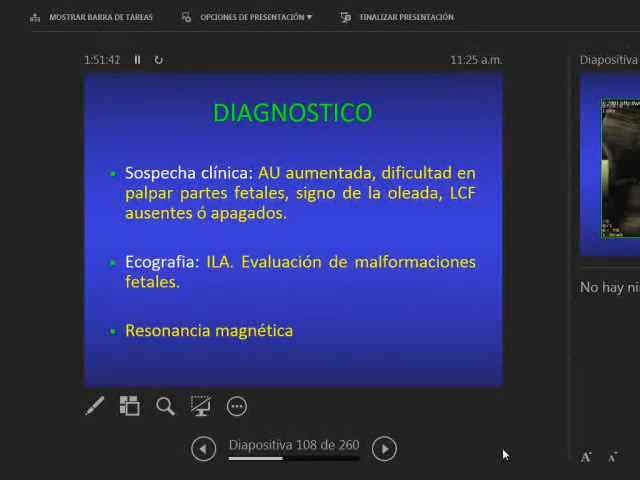 MOSTRAR BARRA DE TAREAS
OPCIONES DE PRESENTACIÓN
FINALIZAR PRESENTACIÓN
1:51:42
11:25 a.m.
Diapositiva
DIAGNOSTICO
Sospecha clínica: AU aumentada, dificultad en
palpar partes fetales, signo de la oleada, LCF
ausentes ó apagados.
Ecografia: ILA. Evaluación de malformaciones
fetales.
Resonancia magnética
No hay
Diapositiva 108 de 260
A
A